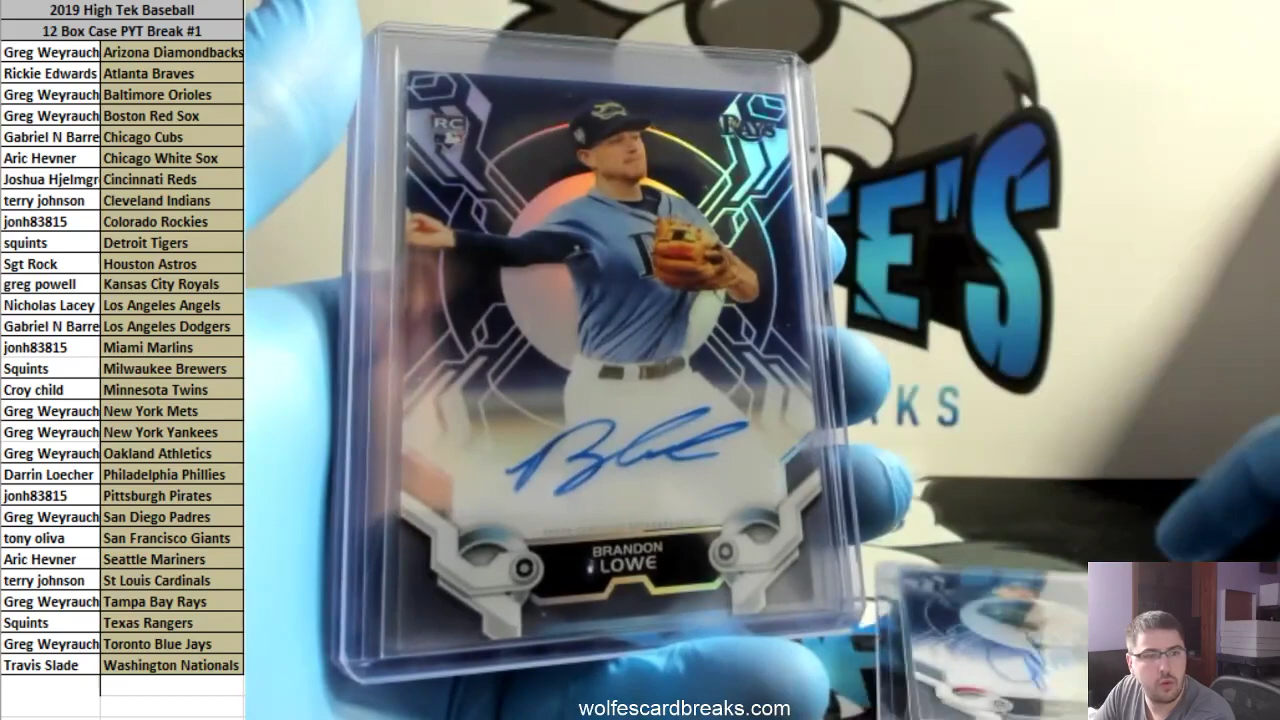 2019 High Tek Baseball
12 Box Case PYT Break #1
Greg Weyrauch Arizona Diamondbacks
Rickie Edwards Atlanta Braves
Greg Weyrauch Baltimore Orioles
Greg Weyrauch Boston Red Sox
Gabriel N Barre Chicago Cubs
Aric Hevner Chicago White Sox
Joshua Hjelmgr Cincinnati Reds
terry johnson Cleveland Indians
jonh83815 Colorado Rockies
squints Detroit Tigers
Sgt Rock Houston Astros
greg powell Kansas City Royals
Nicholas Lacey Los Angeles Angels
Gabriel N Barre Los Angeles Dodgers
jonh83815 Miami Marlins
Squints Milwaukee Brewers
Croy child Minnesota Twins
Greg Weyrauch New York Mets
Greg Weyrauch New York Yankees
Greg Weyrauch Oakland Athletics
Darrin Loecher Philadelphia Phillies
jonh83815 Pittsburgh Pirates
Greg Weyrauch San Diego Padres
tony oliva San Francisco Giants
Aric Hevner Seattle Mariners
terry johnson St Louis Cardinals
Greg Weyrauch Tampa Bay Rays
Squints Texas Rangers
Greg Weyrauch Toronto Blue Jays
Travis Slade Washington Nationals
RC
RAYS
BRANDON
LOWE
E'S
AKS
wolfescardbreaks.com